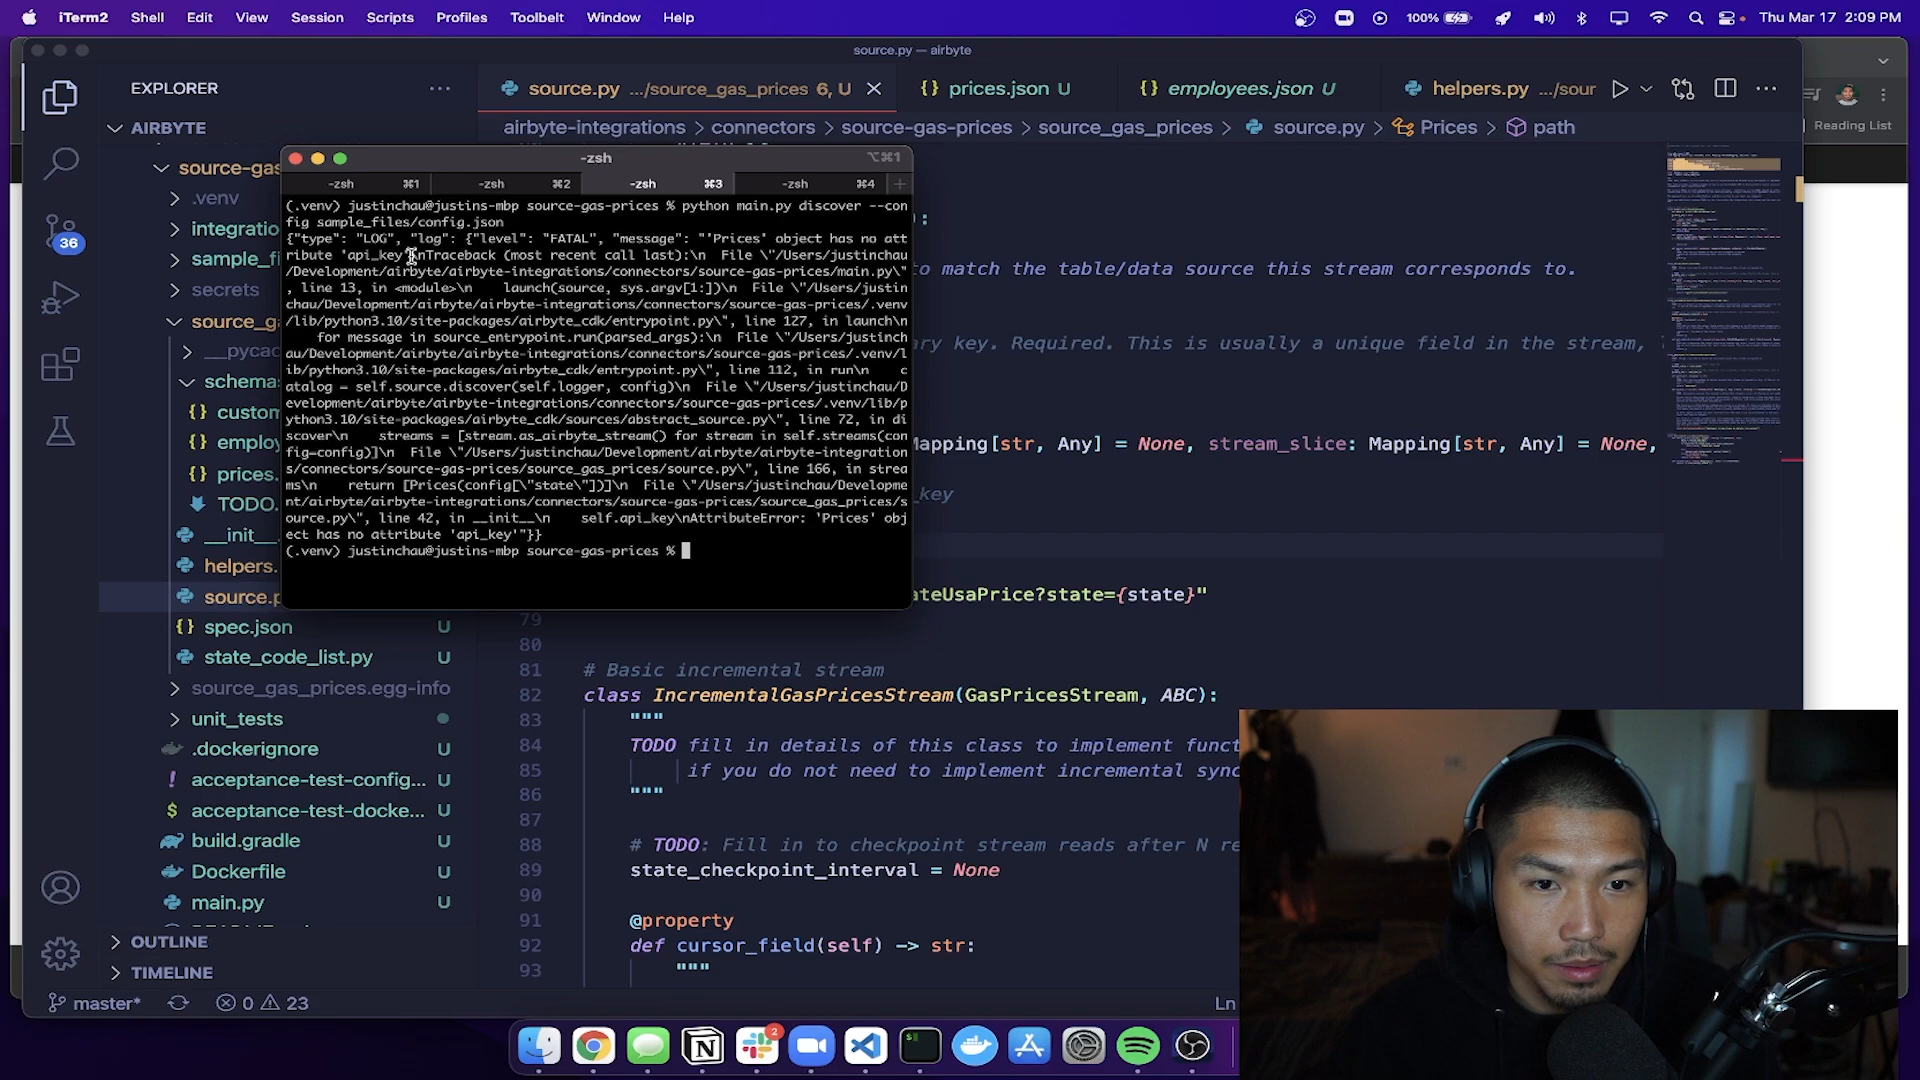 iTerm2 Shell Edit View Session Scripts Profiles Toolbelt Window Help 100% Thu Mar 17 2:09 PM
source.py — airbyte
EXPLORER
source.py .../source_gas_prices 6, U
prices.json U
employees.json U
helpers.py .../sour
Reading List
AIRBYTE
airbyte-integrations > connectors > source-gas-prices > source_gas_prices > source.py > Prices > path
source-gas
.venv
integratio
sample_fi
secrets
source_g
__pycac
schema
custom
employ
prices.
TODO.
__init__
helpers.
source.p
spec.json U
state_code_list.py U
source_gas_prices.egg-info
unit_tests
.dockerignore U
acceptance-test-config... U
acceptance-test-docke... U
build.gradle U
Dockerfile U
main.py U
OUTLINE
TIMELINE
36
master* 0 23
Ln
-zsh ⌥⌘1
-zsh ⌘1 -zsh ⌘2 -zsh ⌘3 -zsh ⌘4
(.venv) justinchau@justins-mbp source-gas-prices % python main.py discover --con
fig sample_files/config.json
{"type": "LOG", "log": {"level": "FATAL", "message": "'Prices' object has no att
ribute 'api_key'\nTraceback (most recent call last):\n  File \"/Users/justinchau
/Development/airbyte/airbyte-integrations/connectors/source-gas-prices/main.py\"
, line 13, in <module>\n    launch(source, sys.argv[1:])\n  File \"/Users/justin
chau/Development/airbyte/airbyte-integrations/connectors/source-gas-prices/.venv
/lib/python3.10/site-packages/airbyte_cdk/entrypoint.py\", line 127, in launch\n
    for message in source_entrypoint.run(parsed_args):\n  File \"/Users/justinch
au/Development/airbyte/airbyte-integrations/connectors/source-gas-prices/.venv/l
ib/python3.10/site-packages/airbyte_cdk/entrypoint.py\", line 112, in run\n    c
atalog = self.source.discover(self.logger, config)\n  File \"/Users/justinchau/D
evelopment/airbyte/airbyte-integrations/connectors/source-gas-prices/.venv/lib/p
ython3.10/site-packages/airbyte_cdk/sources/abstract_source.py\", line 72, in di
scover\n    streams = [stream.as_airbyte_stream() for stream in self.streams(con
fig=config)]\n  File \"/Users/justinchau/Development/airbyte/airbyte-integration
s/connectors/source-gas-prices/source_gas_prices/source.py\", line 166, in strea
ms\n    return [Prices(config[\"state\"])]\n  File \"/Users/justinchau/Developme
nt/airbyte/airbyte-integrations/connectors/source-gas-prices/source_gas_prices/s
ource.py\", line 42, in __init__\n    self.api_key\nAttributeError: 'Prices' obj
ect has no attribute 'api_key'"}}
(.venv) justinchau@justins-mbp source-gas-prices %
):
to match the table/data source this stream corresponds to.
ary key. Required. This is usually a unique field in the stream,
Mapping[str, Any] = None, stream_slice: Mapping[str, Any] = None,
_key
ateUsaPrice?state={state}"
79
80
81 # Basic incremental stream
82 class IncrementalGasPricesStream(GasPricesStream, ABC):
83 """
84 TODO fill in details of this class to implement funct
85 if you do not need to implement incremental sync
86 """
87
88 # TODO: Fill in to checkpoint stream reads after N re
89 state_checkpoint_interval = None
90
91 @property
92 def cursor_field(self) -> str:
93 """
2